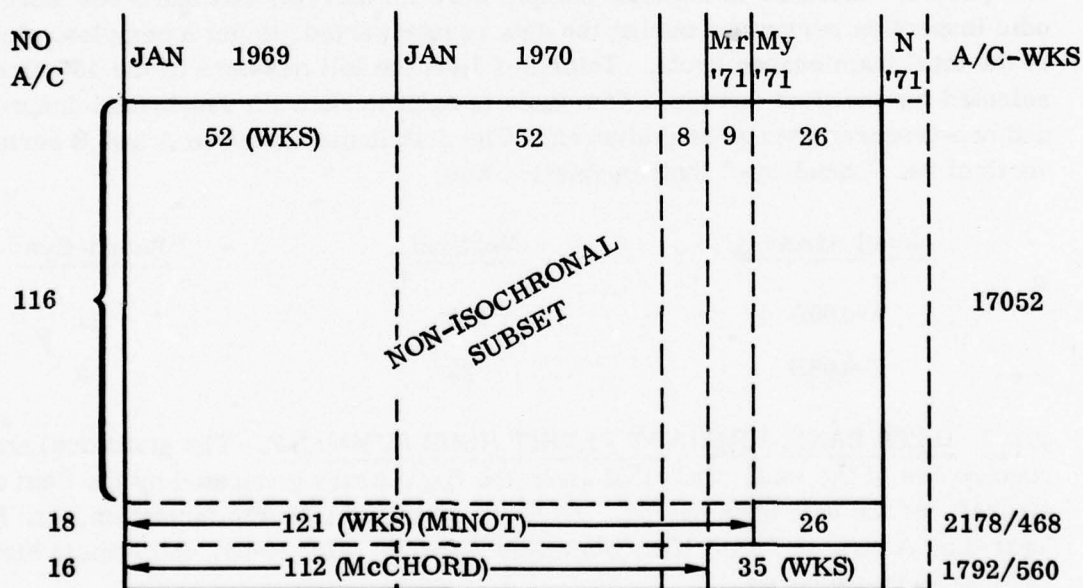 NO JAN 1969 JAN 1970 Mr My N A/C-WKS
A/C '71 '71 '71
52 (WKS) 52 8 9 26
NON-ISOCHRONAL
SUBSET
116 17052
18 121 (WKS) (MINOT) 26 2178/468
16 112 (McCHORD) 35 (WKS) 1792/560